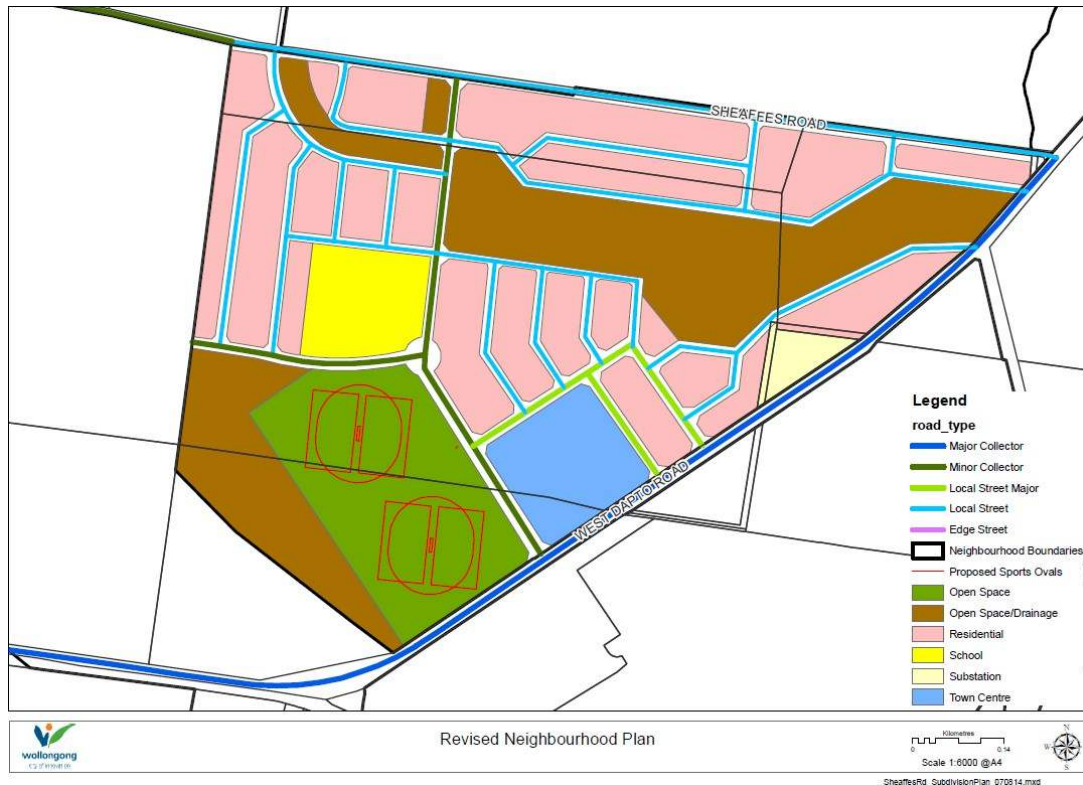 SHEAFFES ROAD
WEST DAPTO ROAD
Legend
road_type
Major Collector
Minor Collector
Local Street Major
Local Street
Edge Street
Neighbourhood Boundaries
Proposed Sports Ovals
Open Space
Open Space/Drainage
Residential
School
Substation
Town Centre
wollongong
Revised Neighbourhood Plan
Kilometres
0 0.14
Scale 1:6000 @A4
N
W E
S
SheaffesRd_SubdivisionPlan_070814.mxd